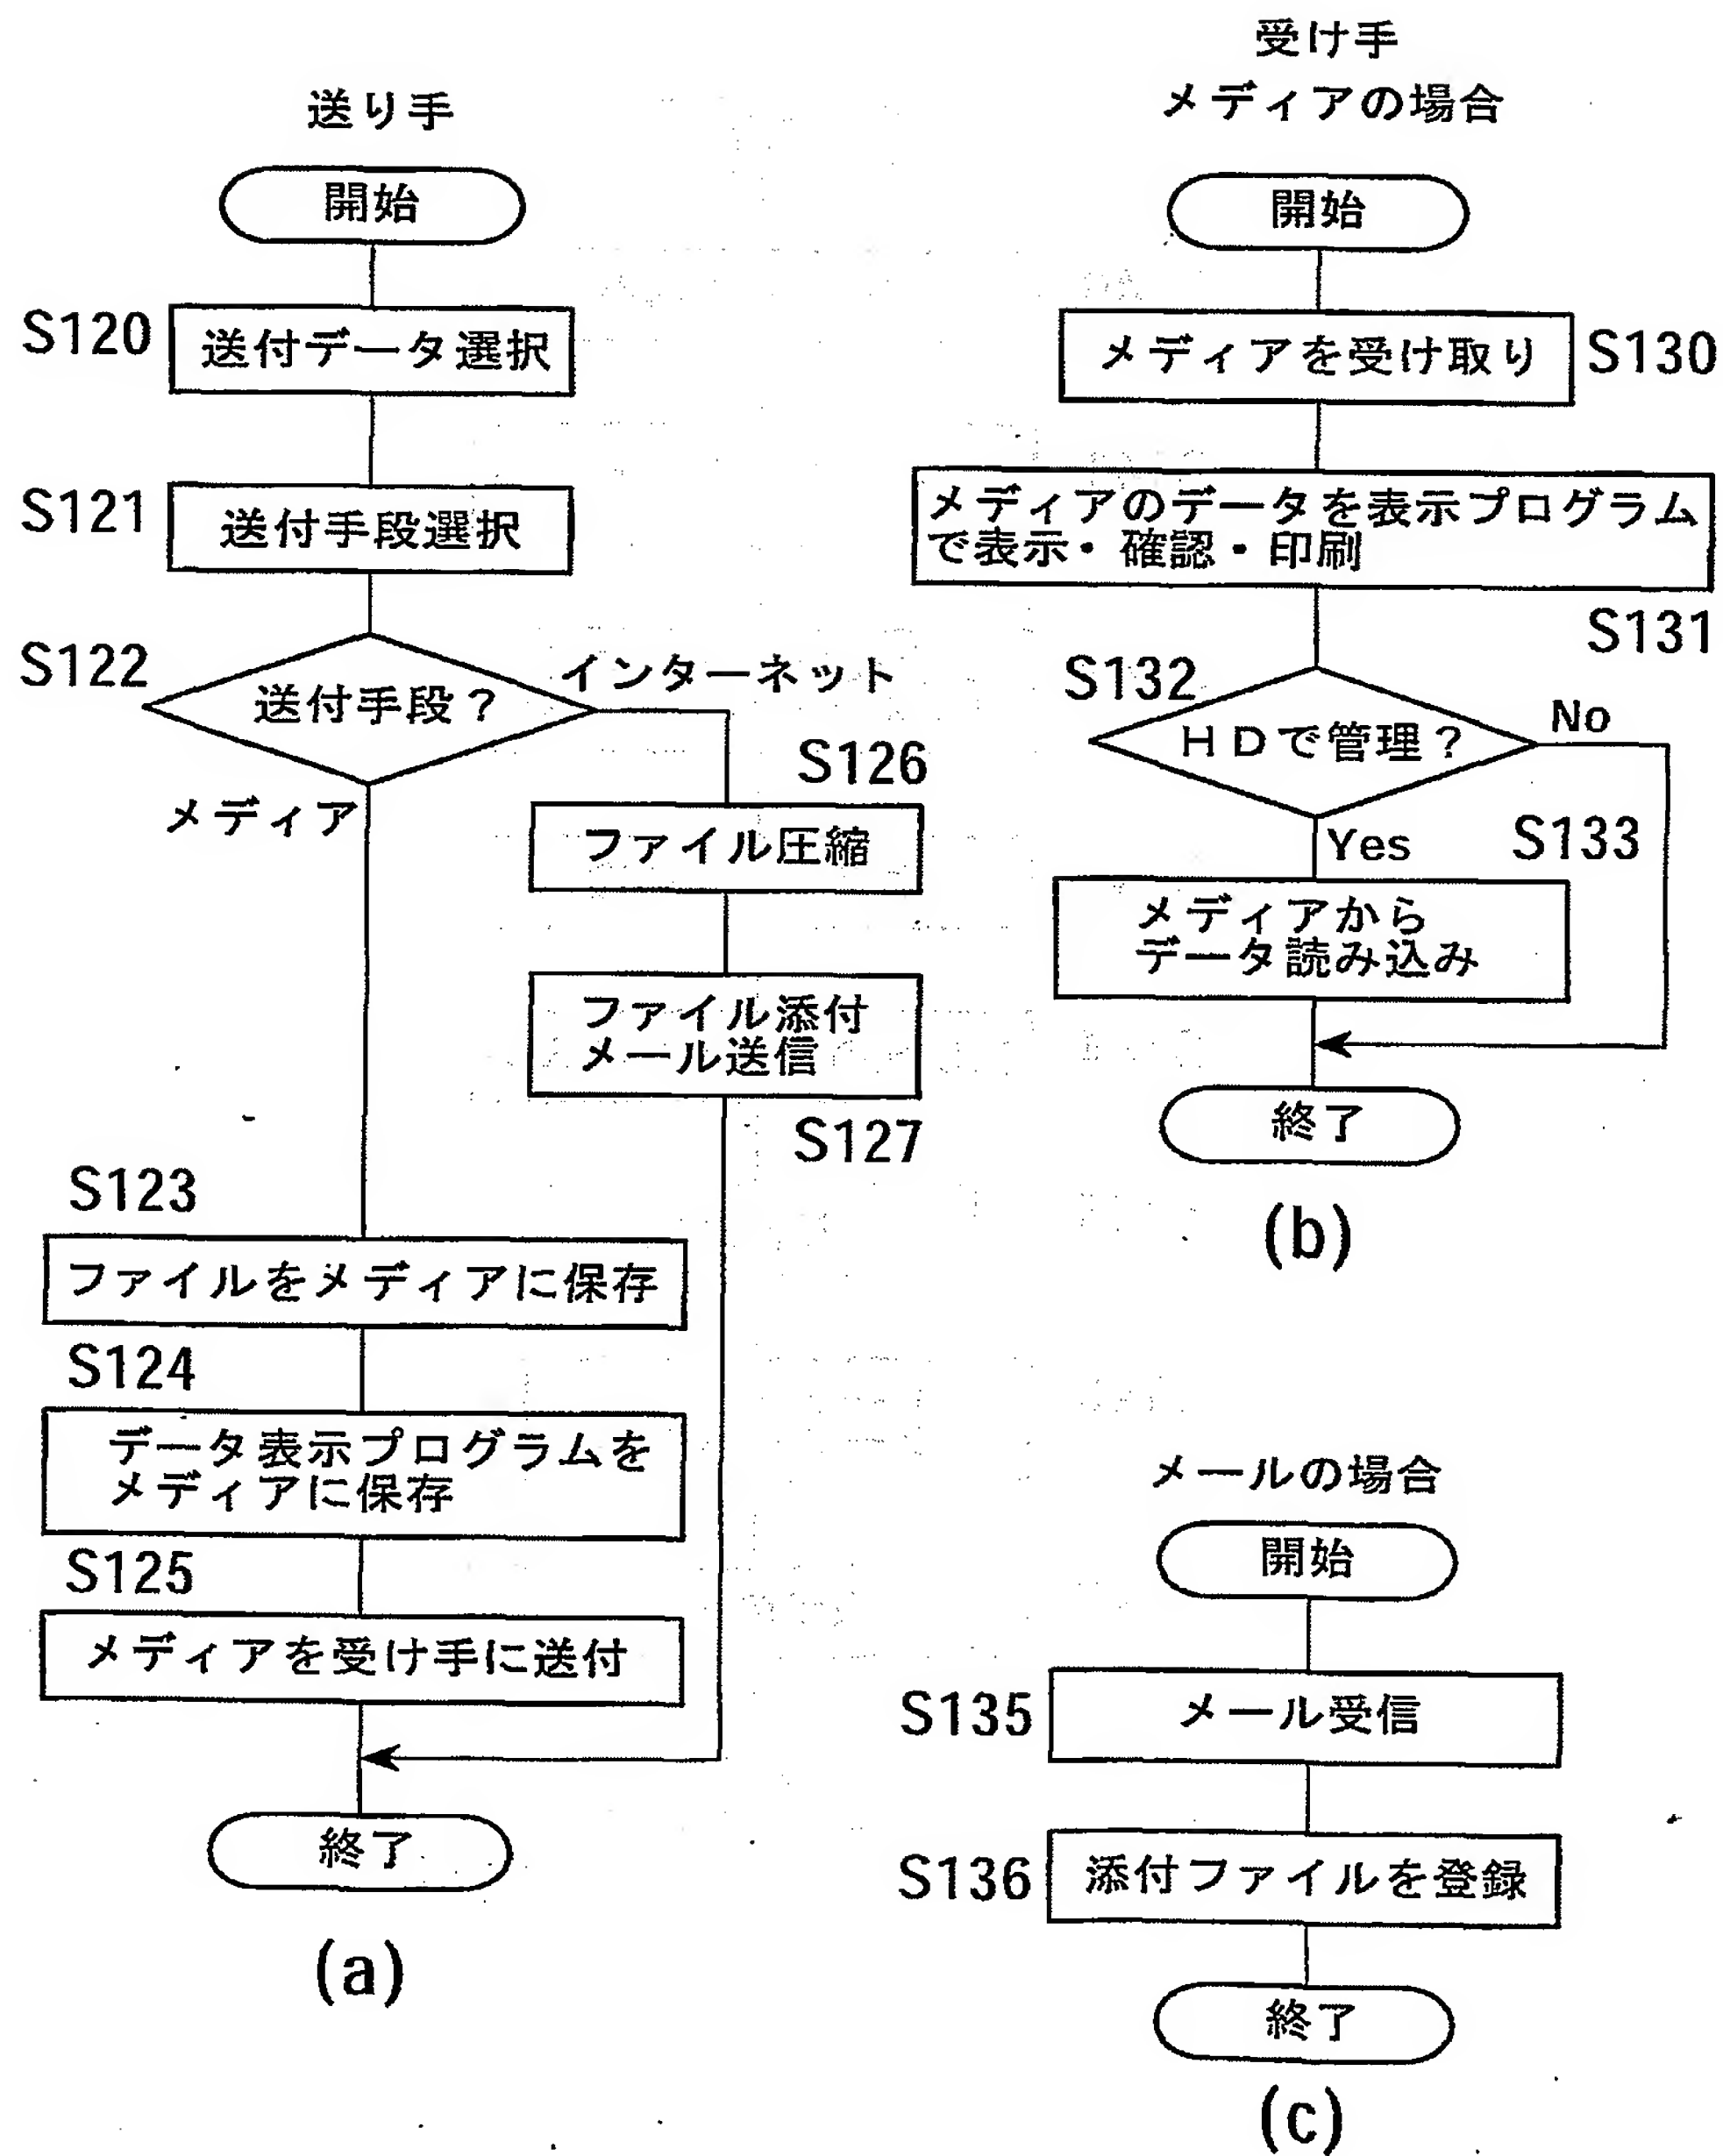 送り手
開始
S120
送付データ選択
S121
送付手段選択
S122
送付手段？
インターネット
メディア
S126
ファイル圧縮
ファイル添付
メール送信
S127
S123
ファイルをメディアに保存
S124
データ表示プログラムを
メディアに保存
S125
メディアを受け手に送付
終了
(a)
受け手
メディアの場合
開始
メディアを受け取り
S130
メディアのデータを表示プログラム
で表示・確認・印刷
S131
S132
ＨＤで管理？
No
Yes
S133
メディアから
データ読み込み
終了
(b)
メールの場合
開始
S135
メール受信
S136
添付ファイルを登録
終了
(c)